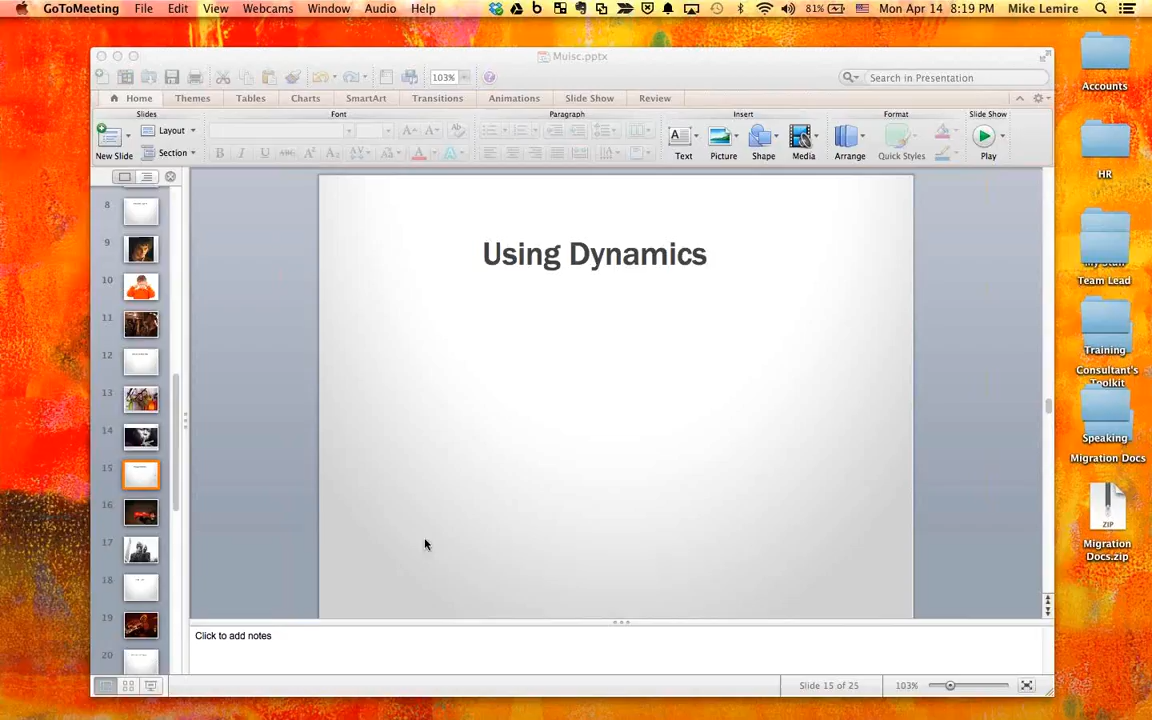 GoToMeeting File Edit View Webcams Window Audio Help 81% Mon Apr 14 8:19 PM Mike Lemire
Muisc.pptx
103% Search in Presentation
Home Themes Tables Charts SmartArt Transitions Animations Slide Show Review
Slides Font Paragraph Insert Format Slide Show
New Slide Layout Section
Text Picture Shape Media Arrange Quick Styles Play
8
9
10
11
12
13
14
15
16
17
18
19
20
Using Dynamics
Click to add notes
Slide 15 of 25 103%
Accounts
HR
Team Lead
Training
Consultant's
Toolkit
Speaking
Migration Docs
ZIP
Migration
Docs.zip